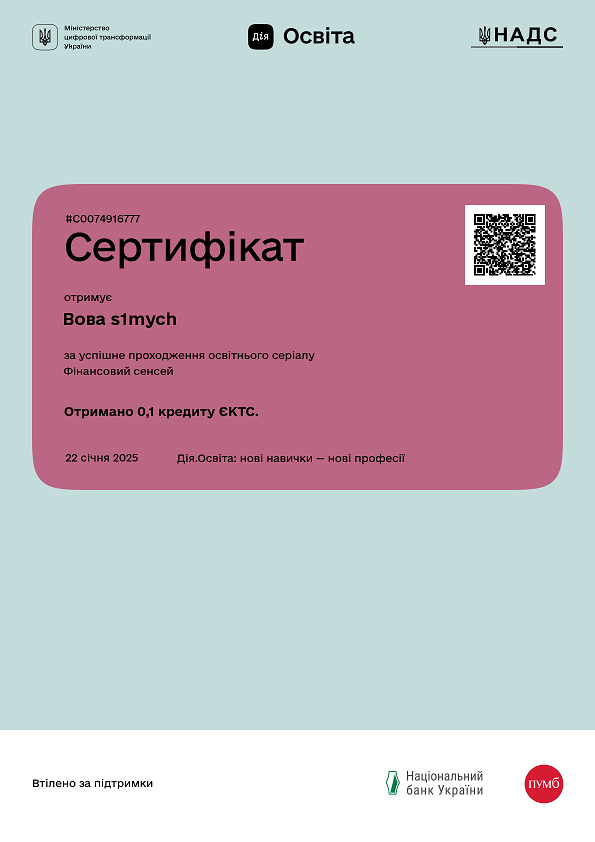 Міністерство
цифрової трансформації
України
Дія Освіта
НАДС
#C0074916777
Сертифікат
отримує
Вова s1mych
за успішне проходження освітнього серіалу
Фінансовий сенсей
Отримано 0,1 кредиту ЄКТС.
22 січня 2025 Дія.Освіта: нові навички — нові професії
Втілено за підтримки
Національний
банк України
ПУМБ